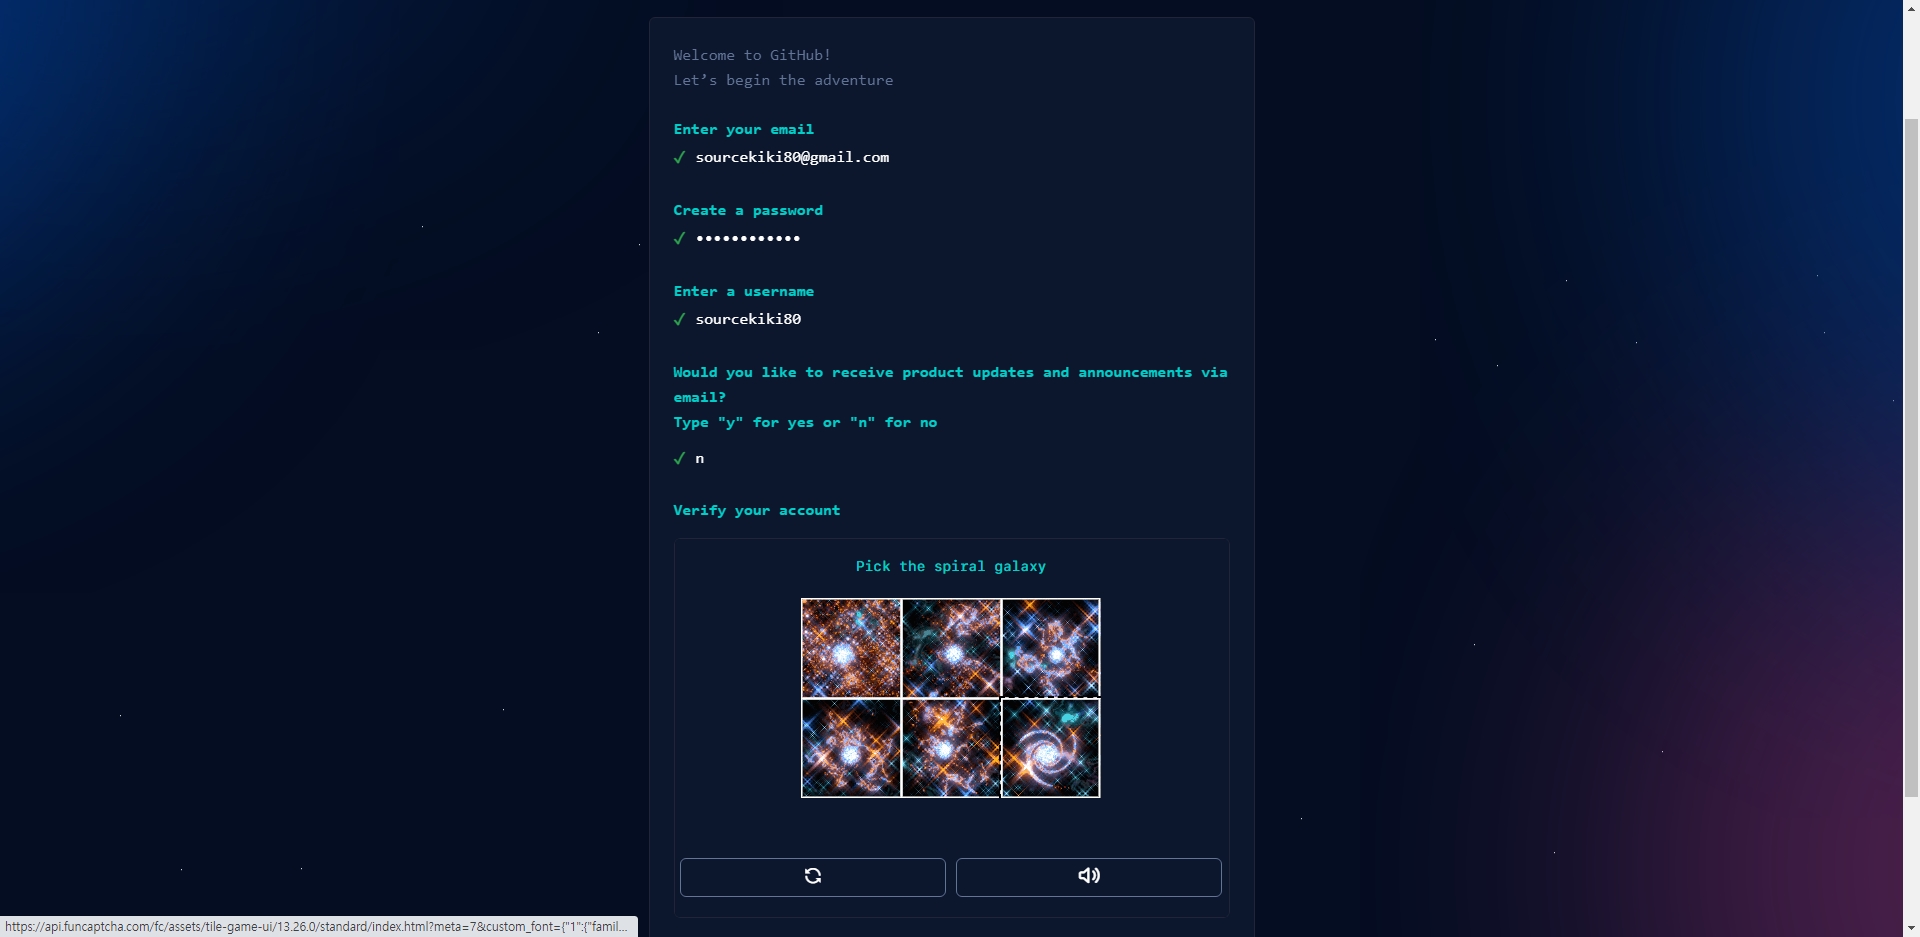 Welcome to GitHub!
Let’s begin the adventure
Enter your email
✓ sourcekiki80@gmail.com
Create a password
✓ ••••••••••••
Enter a username
✓ sourcekiki80
Would you like to receive product updates and announcements via
email?
Type "y" for yes or "n" for no
✓ n
Verify your account
Pick the spiral galaxy
https://api.funcaptcha.com/fc/assets/tile-game-ui/13.26.0/standard/index.html?meta=7&custom_font={"1":{"famil...